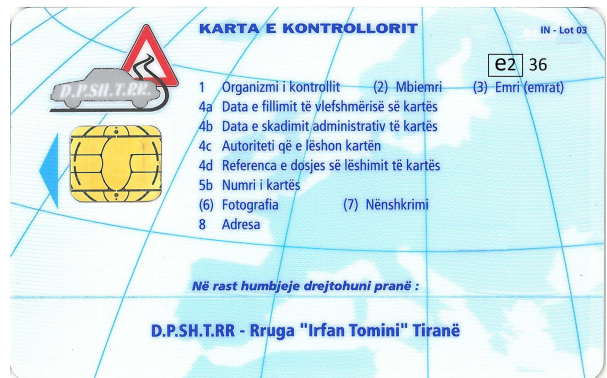 KARTA E KONTROLLORIT
IN - Lot 03
e2 36
D.P.SH.T.RR.
1 Organizmi i kontrollit (2) Mbiemri (3) Emri (emrat)
4a Data e fillimit të vlefshmërisë së kartës
4b Data e skadimit administrativ të kartës
4c Autoriteti që e lëshon kartën
4d Referenca e dosjes së lëshimit të kartës
5b Numri i kartës
(6) Fotografia (7) Nënshkrimi
8 Adresa
Në rast humbjeje drejtohuni pranë :
D.P.SH.T.RR - Rruga "Irfan Tomini" Tiranë